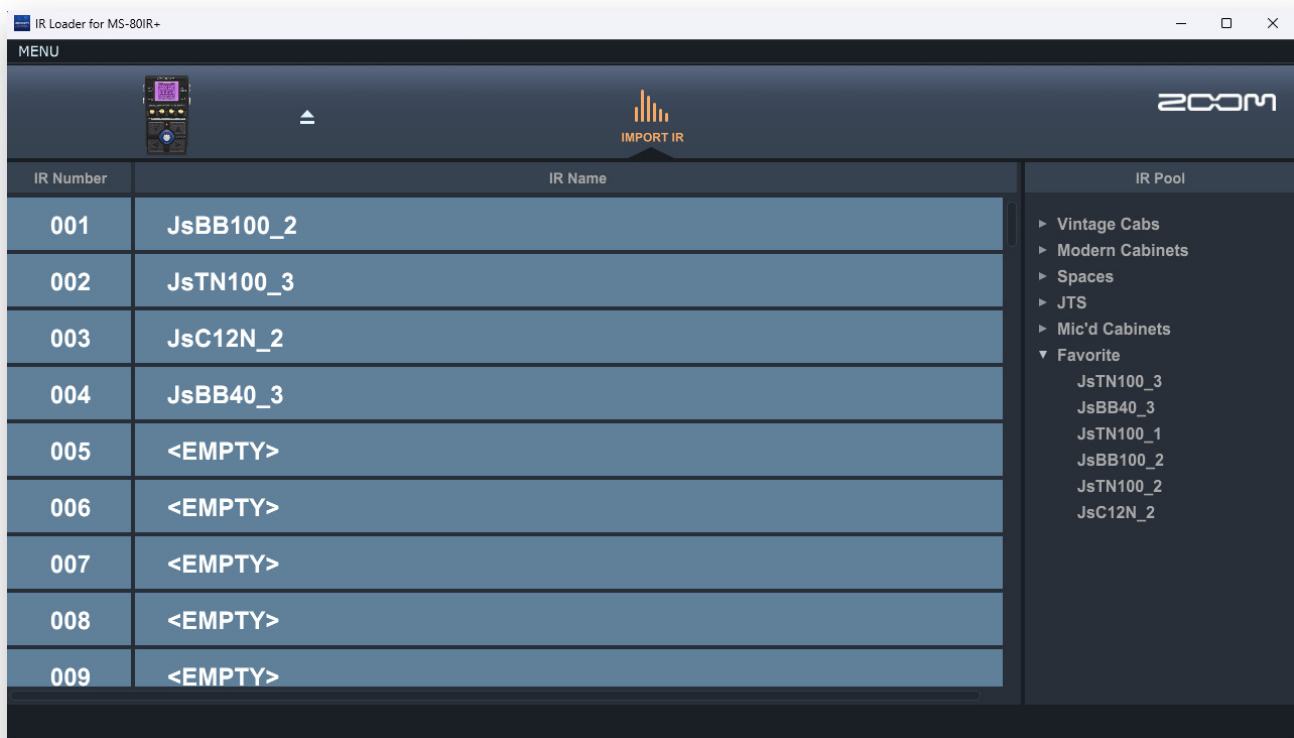 IR Loader for MS-80IR+
MENU
IMPORT IR
ZOOM
IR Number IR Name IR Pool
001 JsBB100_2
002 JsTN100_3
003 JsC12N_2
004 JsBB40_3
005 <EMPTY>
006 <EMPTY>
007 <EMPTY>
008 <EMPTY>
009 <EMPTY>
Vintage Cabs
Modern Cabinets
Spaces
JTS
Mic'd Cabinets
Favorite
JsTN100_3
JsBB40_3
JsTN100_1
JsBB100_2
JsTN100_2
JsC12N_2